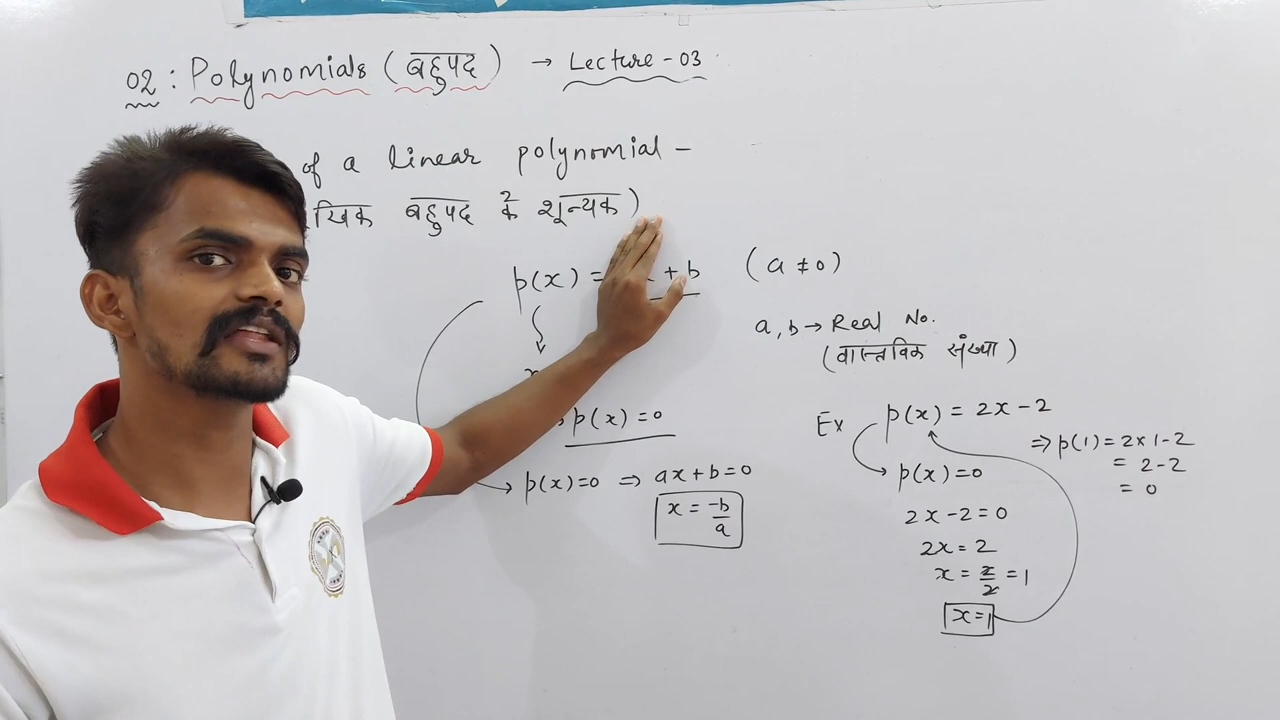 02 : Polynomials (बहुपद) → Lecture - 03
of a linear polynomial -
बहुपद के शून्यक)
p(x) = + b (a ≠ 0)
a, b → Real No.
(वास्तविक संख्या)
x
p(x) = 0
p(x)=0 ⇒ ax+b=0
x = -b/a
Ex p(x) = 2x - 2
p(x) = 0
2x - 2 = 0
2x = 2
x = 2/2 = 1
x=1
⇒ p(1) = 2×1-2
= 2-2
= 0